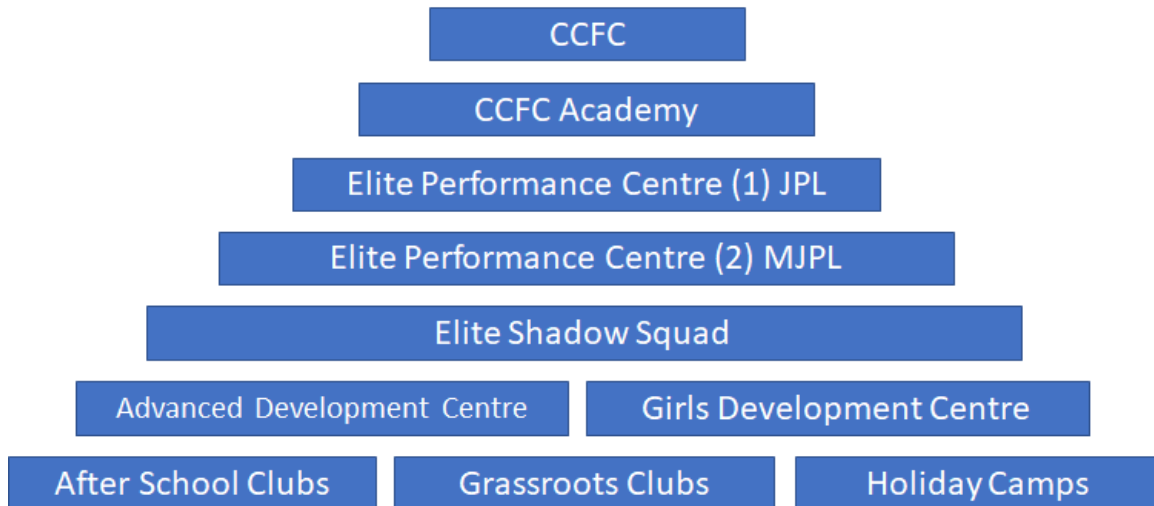 CCFC
CCFC Academy
Elite Performance Centre (1) JPL
Elite Performance Centre (2) MJPL
Elite Shadow Squad
Advanced Development Centre
Girls Development Centre
After School Clubs
Grassroots Clubs
Holiday Camps